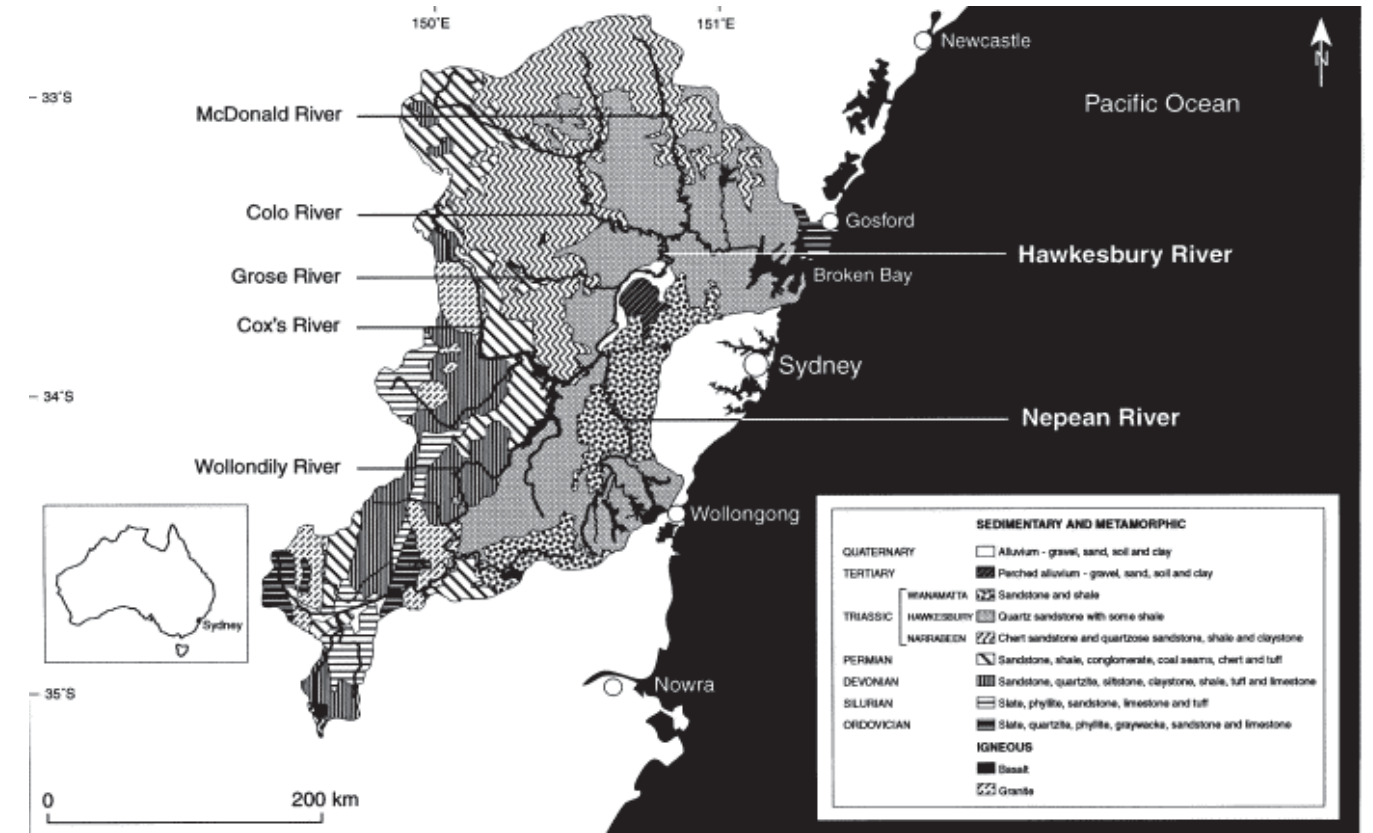 150°E
151°E
Newcastle
N
33°S
Pacific Ocean
McDonald River
Colo River
Gosford
Hawkesbury River
Grose River
Broken Bay
Cox's River
Sydney
34°S
Nepean River
Wollondily River
Wollongong
Sydney
Nowra
35°S
0
200 km
SEDIMENTARY AND METAMORPHIC
QUATERNARY Alluvium - gravel, sand, soil and clay
TERTIARY Perched alluvium - gravel, sand, soil and clay
WIANAMATTA Sandstone and shale
TRIASSIC HAWKESBURY Quartz sandstone with some shale
NARRABEEN Chert sandstone and quartzose sandstone, shale and claystone
PERMIAN Sandstone, shale, conglomerate, coal seams, chert and tuff
DEVONIAN Sandstone, quartzite, siltstone, claystone, shale, tuff and limestone
SILURIAN Slate, phyllite, sandstone, limestone and tuff
ORDOVICIAN Slate, quartzite, phyllite, graywacke, sandstone and limestone
IGNEOUS
Basalt
Granite